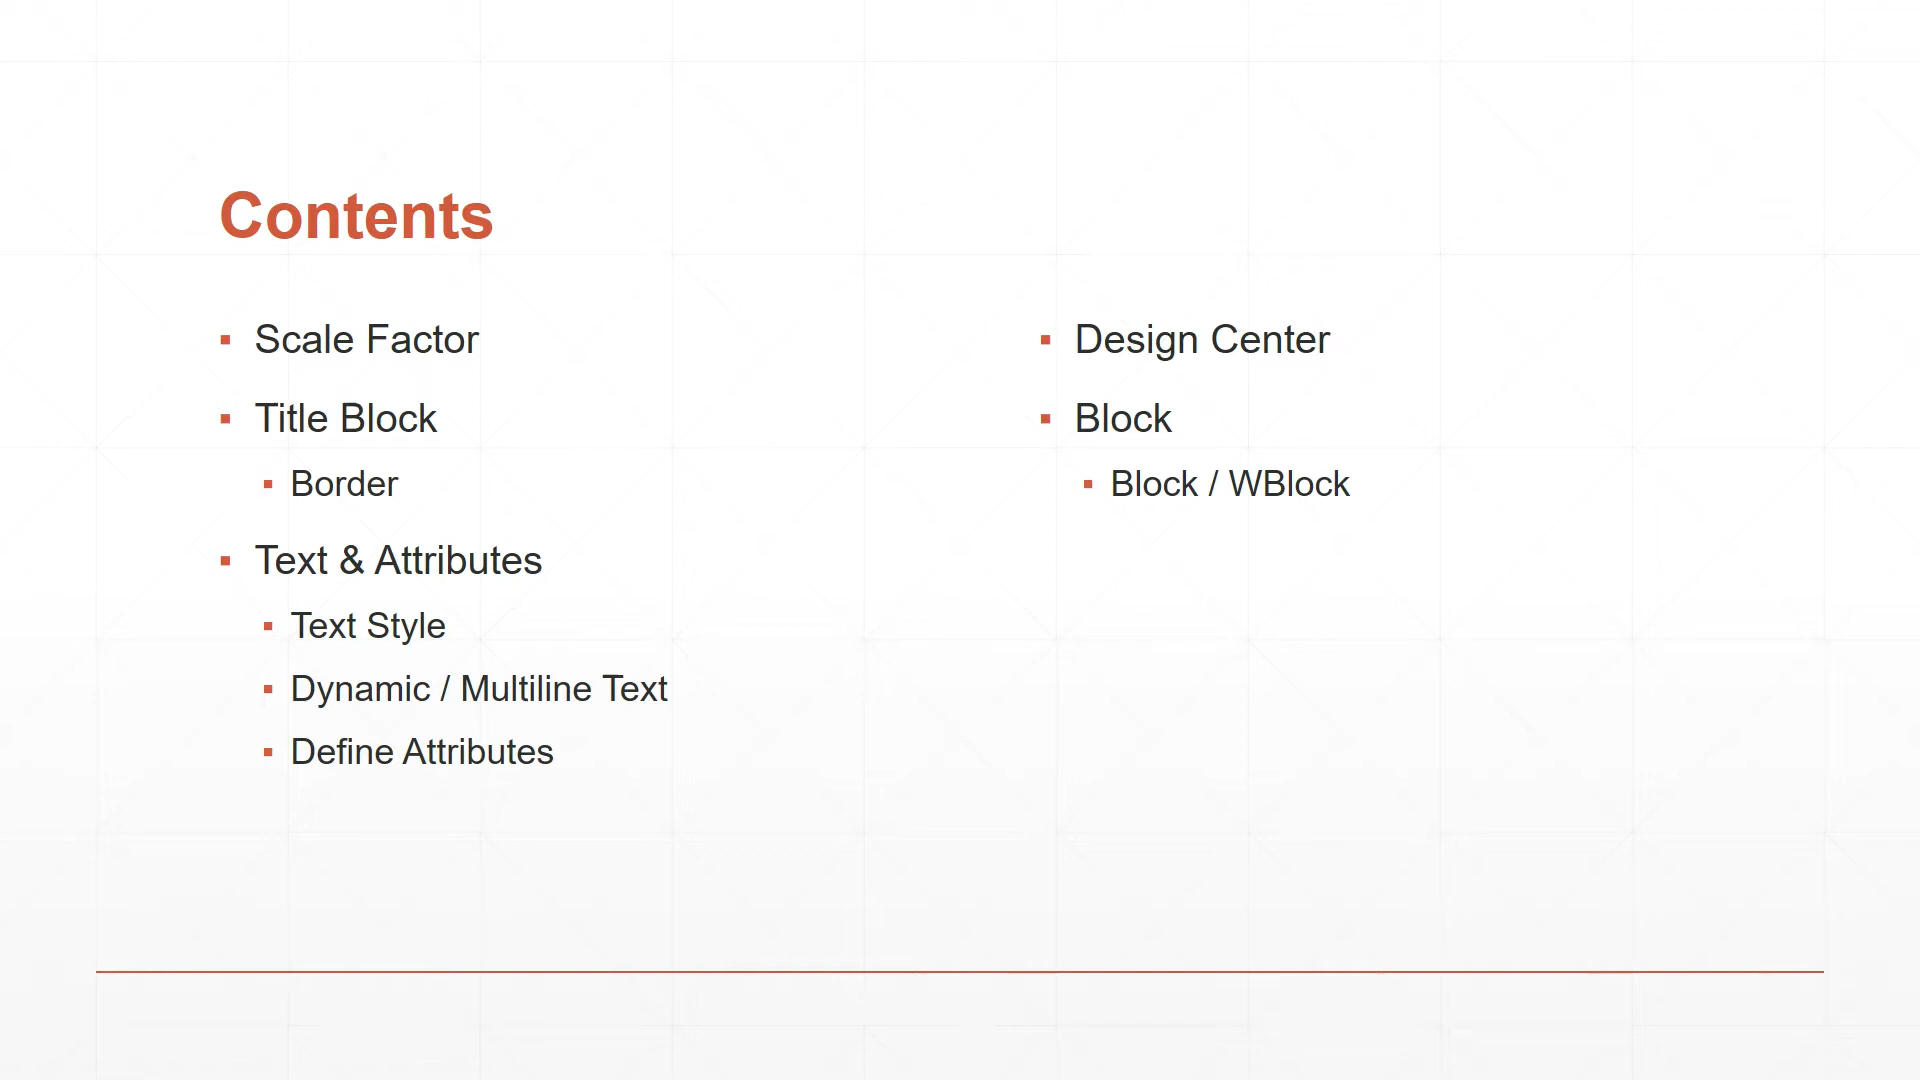 Contents
Scale Factor
Title Block
Border
Text & Attributes
Text Style
Dynamic / Multiline Text
Define Attributes
Design Center
Block
Block / WBlock